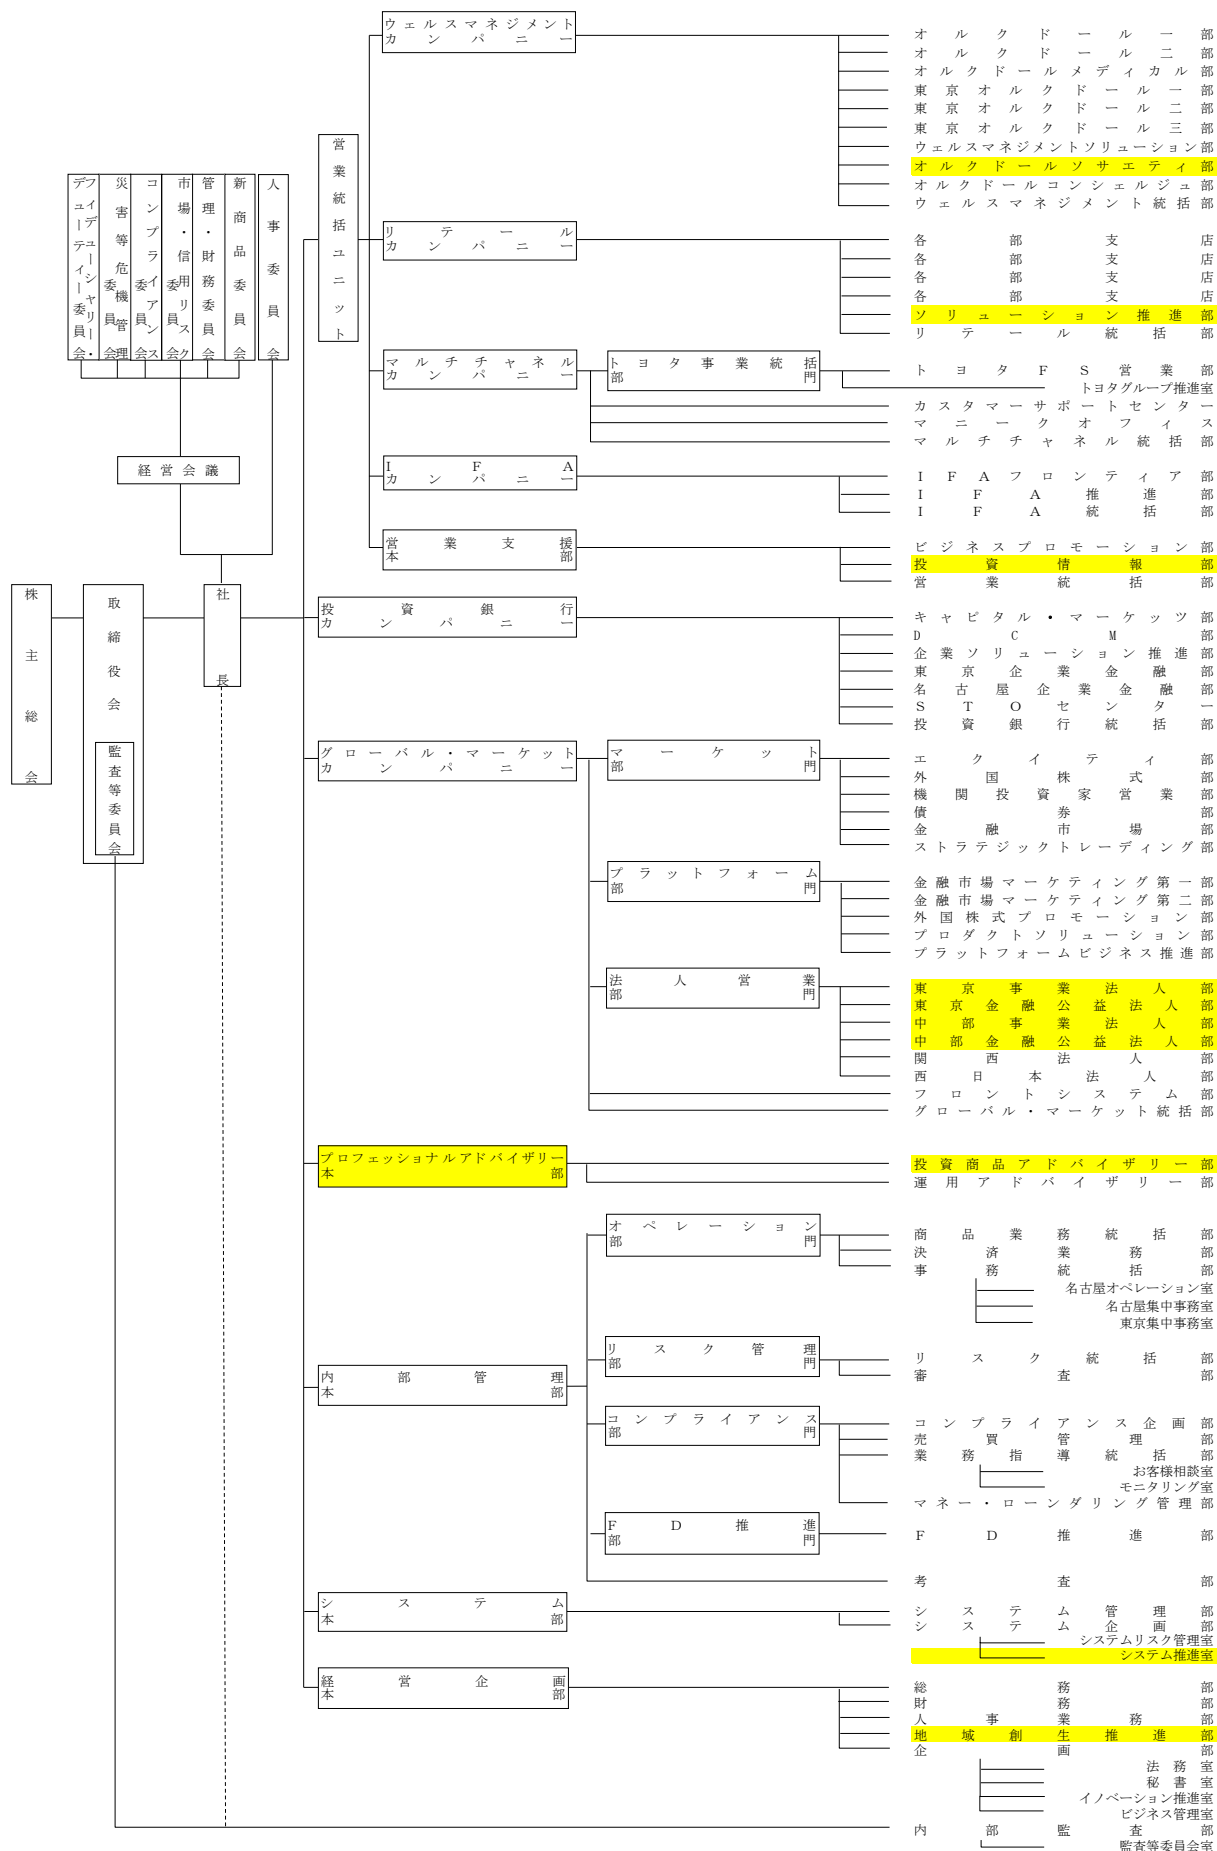 ウェルスマネジメント
カンパニー
オルクドール一部
オルクドール二部
オルクドールメディカル部
東京オルクドール一部
東京オルクドール二部
東京オルクドール三部
ウェルスマネジメントソリューション部
オルクドールソサエティ部
オルクドールコンシェルジュ部
ウェルスマネジメント統括部
営業統括ユニット
フィデューシャリー・
デューティー委員会
災害等危機管理
委員会
コンプライアンス
委員会
市場・信用リスク
委員会
管理・財務委員会
新商品委員会
人事委員会
リテール
カンパニー
各部支店
各部支店
各部支店
各部支店
ソリューション推進部
リテール統括部
マルチチャネル
カンパニー
トヨタ事業統括
部門
トヨタFS営業部
トヨタグループ推進室
カスタマーサポートセンター
マニークオフィス
マルチチャネル統括部
経営会議
IFA
カンパニー
IFAフロンティア部
IFA推進部
IFA統括部
営業支援
本部
ビジネスプロモーション部
投資情報部
営業統括部
株主総会
取締役会
監査等委員会
社長
投資銀行
カンパニー
キャピタル・マーケッツ部
DCM部
企業ソリューション推進部
東京企業金融部
名古屋企業金融部
STOセンター
投資銀行統括部
グローバル・マーケット
カンパニー
マーケット
部門
エクイティ部
外国株式部
機関投資家営業部
債券部
金融市場部
ストラテジックトレーディング部
プラットフォーム
部門
金融市場マーケティング第一部
金融市場マーケティング第二部
外国株式プロモーション部
プロダクトソリューション部
プラットフォームビジネス推進部
法人営業
部門
東京事業法人部
東京金融公益法人部
中部事業法人部
中部金融公益法人部
関西法人部
西日本法人部
フロントシステム部
グローバル・マーケット統括部
プロフェッショナルアドバイザリー
本部
投資商品アドバイザリー部
運用アドバイザリー部
内部管理
本部
オペレーション
部門
商品業務統括部
決済業務部
事務統括部
名古屋オペレーション室
名古屋集中事務室
東京集中事務室
リスク管理
部門
リスク統括部
審査部
コンプライアンス
部門
コンプライアンス企画部
売買管理部
業務指導統括部
お客様相談室
モニタリング室
マネー・ローンダリング管理部
FD推進
部門
FD推進部
考査部
システム
本部
システム管理部
システム企画部
システムリスク管理室
システム推進室
経営企画
本部
総務部
財務部
人事業務部
地域創生推進部
企画部
法務室
秘書室
イノベーション推進室
ビジネス管理室
内部監査部
監査等委員会室